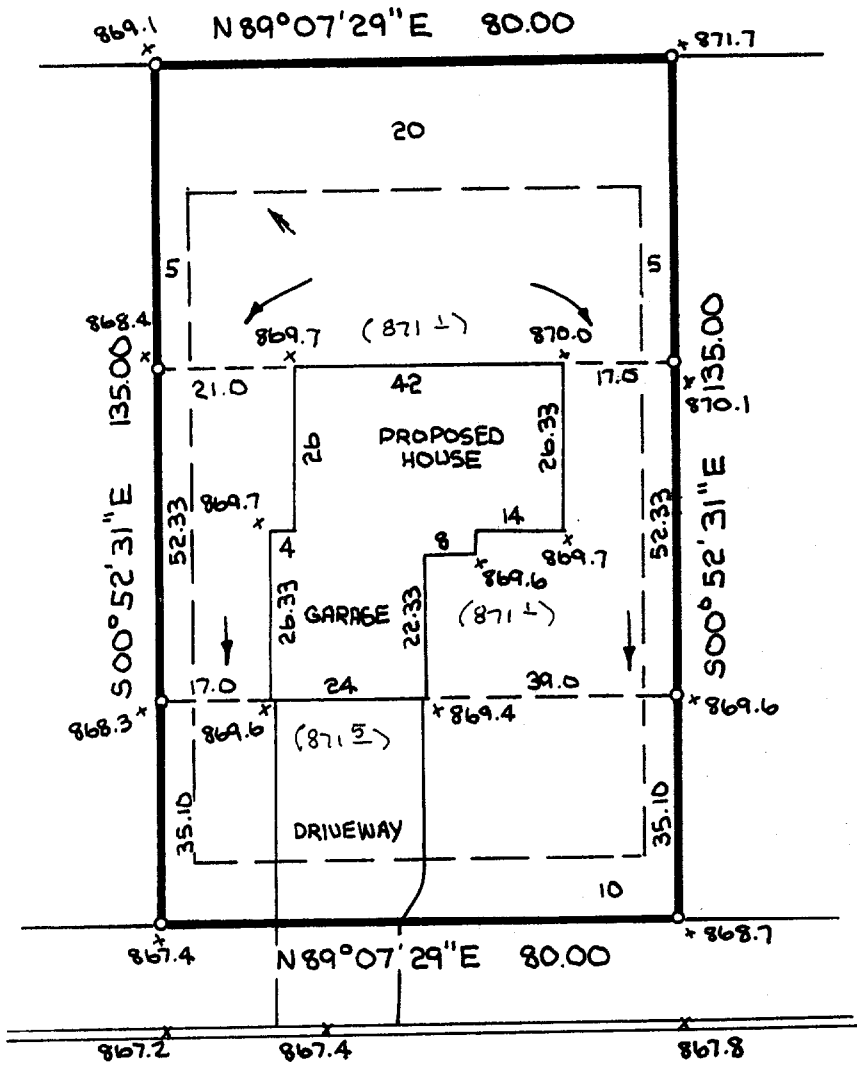 869.1 N89°07'29"E 80.00 871.7
20
5 5
868.4 869.7 (871 1) 870.0
135.00 135.00
21.0 42 17.0 870.1
26 PROPOSED 26.33
HOUSE
869.7
52.33 4 8 14 52.33
869.6 869.7
S00°52'31"E S00°52'31"E
26.33 GARAGE 22.33 (871 1)
17.0 24 39.0
868.3 869.6 (871 5) 869.4 869.6
35.10 DRIVEWAY 35.10
10
867.4 868.7
N89°07'29"E 80.00
867.2 867.4 867.8